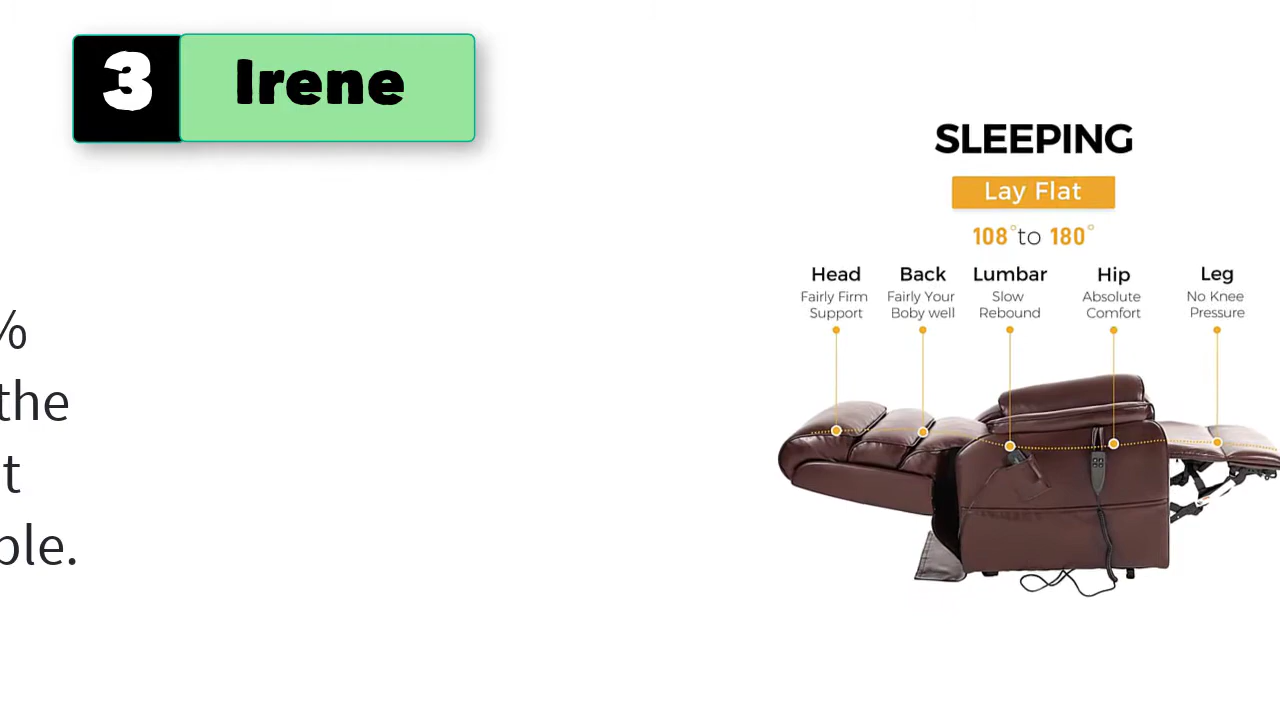 3 Irene
SLEEPING
Lay Flat
108° to 180°
Head Back Lumbar Hip Leg
Fairly Firm Fairly Your Slow Absolute No Knee
Support Boby well Rebound Comfort Pressure
%
the
t
ple.